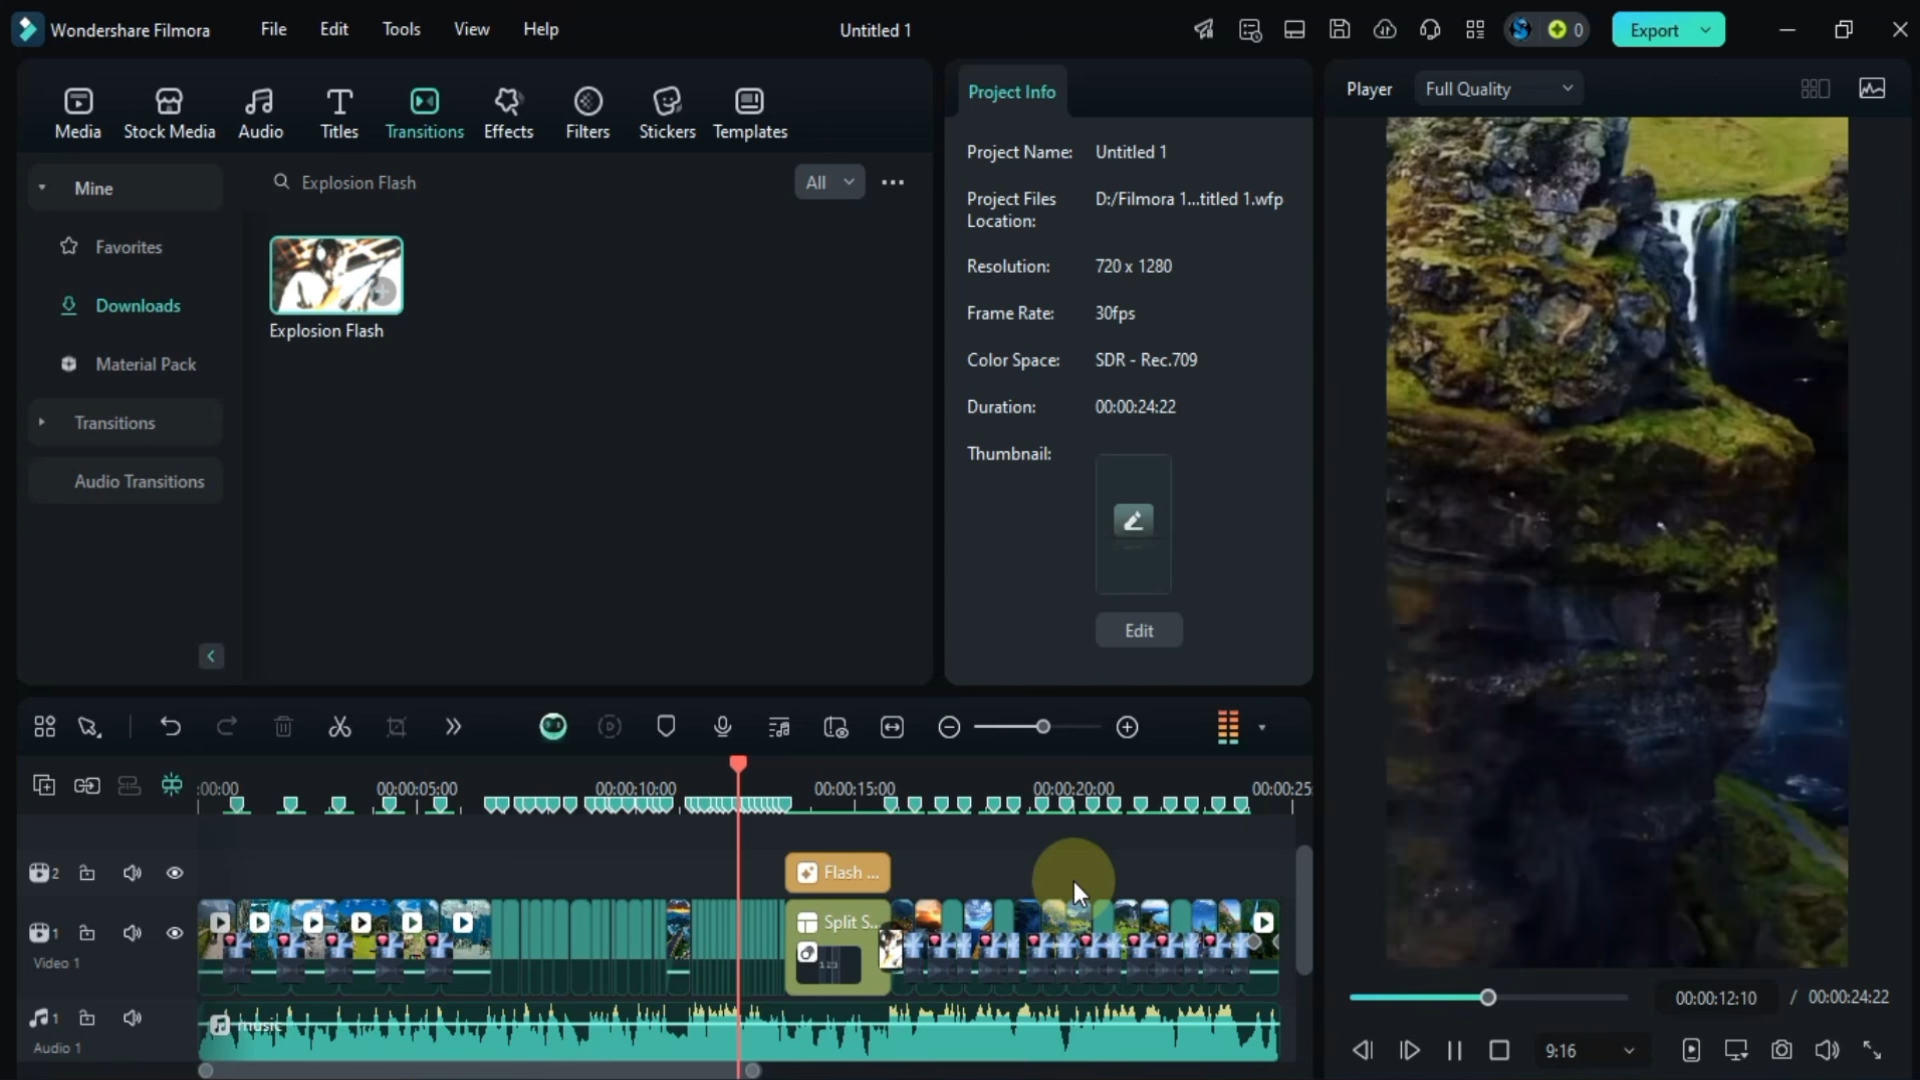 Wondershare Filmora
File
Edit
Tools
View
Help
Untitled 1
0
Export
Media
Stock Media
Audio
Titles
Transitions
Effects
Filters
Stickers
Templates
Mine
Favorites
Downloads
Material Pack
Transitions
Audio Transitions
Explosion Flash
All
Explosion Flash
Project Info
Project Name: Untitled 1
Project Files Location: D:/Filmora 1...titled 1.wfp
Resolution: 720 x 1280
Frame Rate: 30fps
Color Space: SDR - Rec.709
Duration: 00:00:24:22
Thumbnail:
Edit
Player
Full Quality
00:00:12:10 / 00:00:24:22
9:16
:00:00
00:00:05:00
00:00:10:00
00:00:15:00
00:00:20:00
00:00:25
2
Flash ...
1
Video 1
Split S...
123
1
Audio 1
music